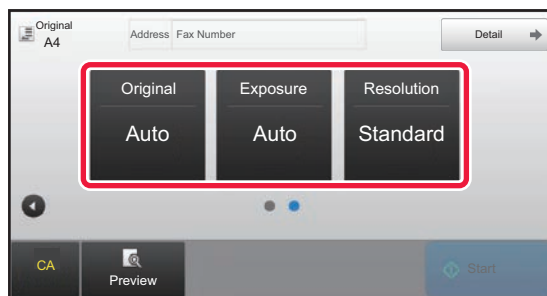 Original
A4
Address Fax Number
Detail
Original Exposure Resolution
Auto Auto Standard
CA
Preview
Start